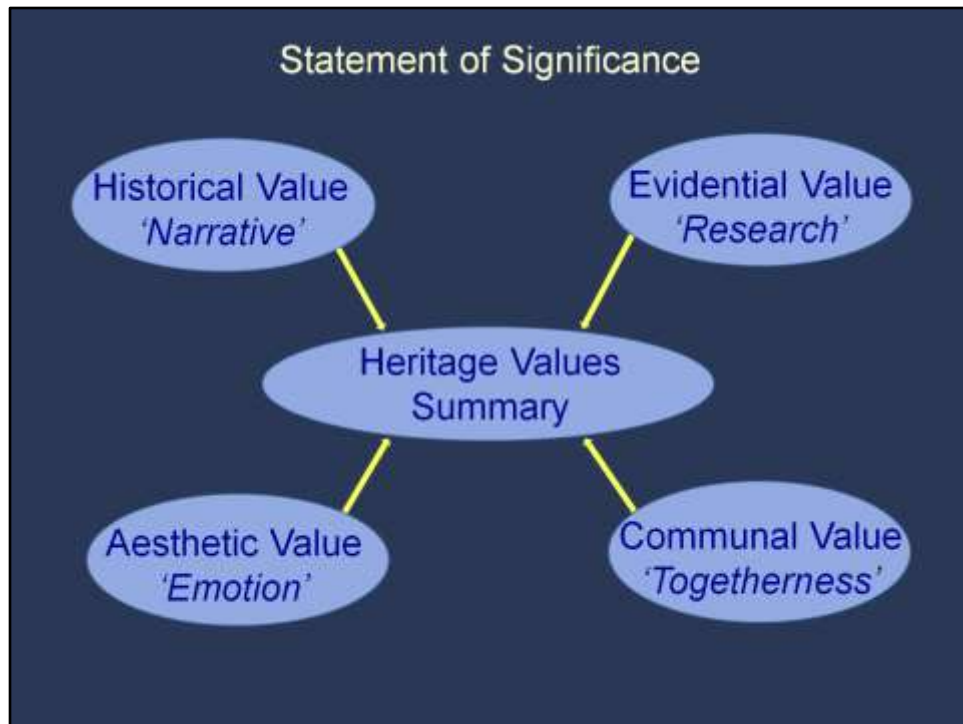 Statement of Significance
Historical Value
‘Narrative’
Evidential Value
‘Research’
Heritage Values
Summary
Aesthetic Value
‘Emotion’
Communal Value
‘Togetherness’